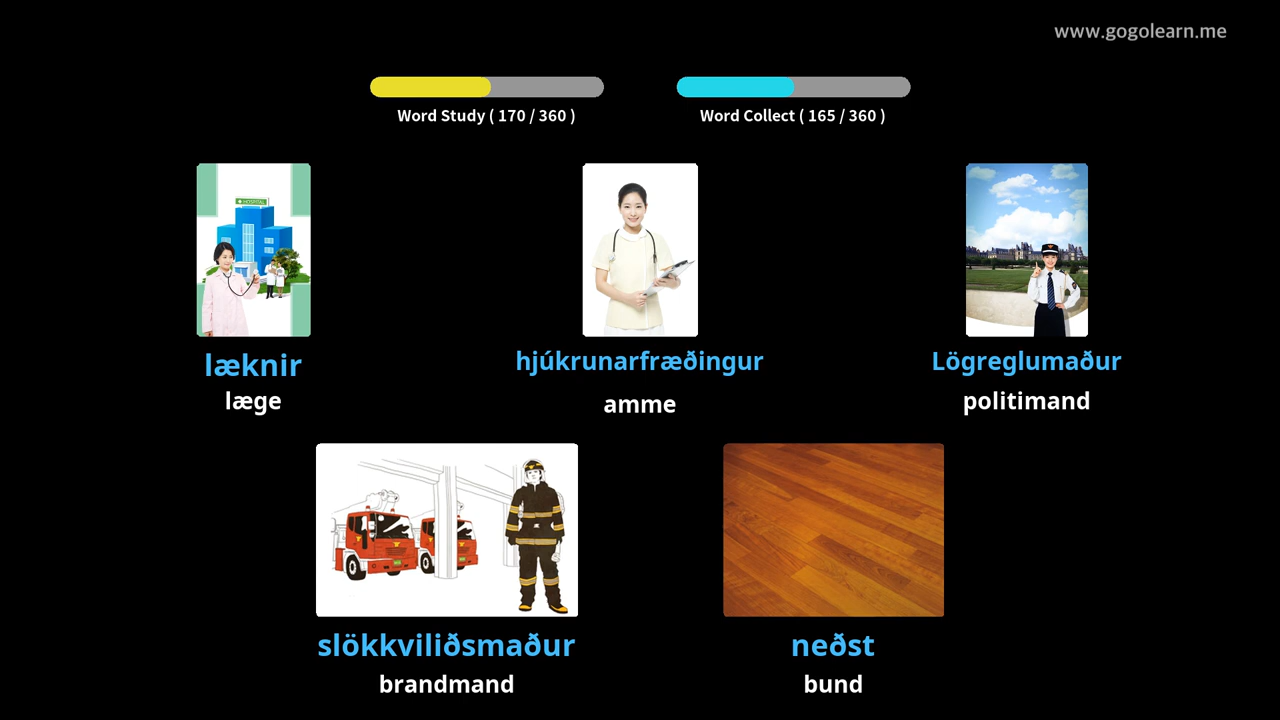 www.gogolearn.me
Word Study ( 170 / 360 )
Word Collect ( 165 / 360 )
HOSPITAL
læknir
læge
hjúkrunarfræðingur
amme
Lögreglumaður
politimand
slökkviliðsmaður
brandmand
neðst
bund